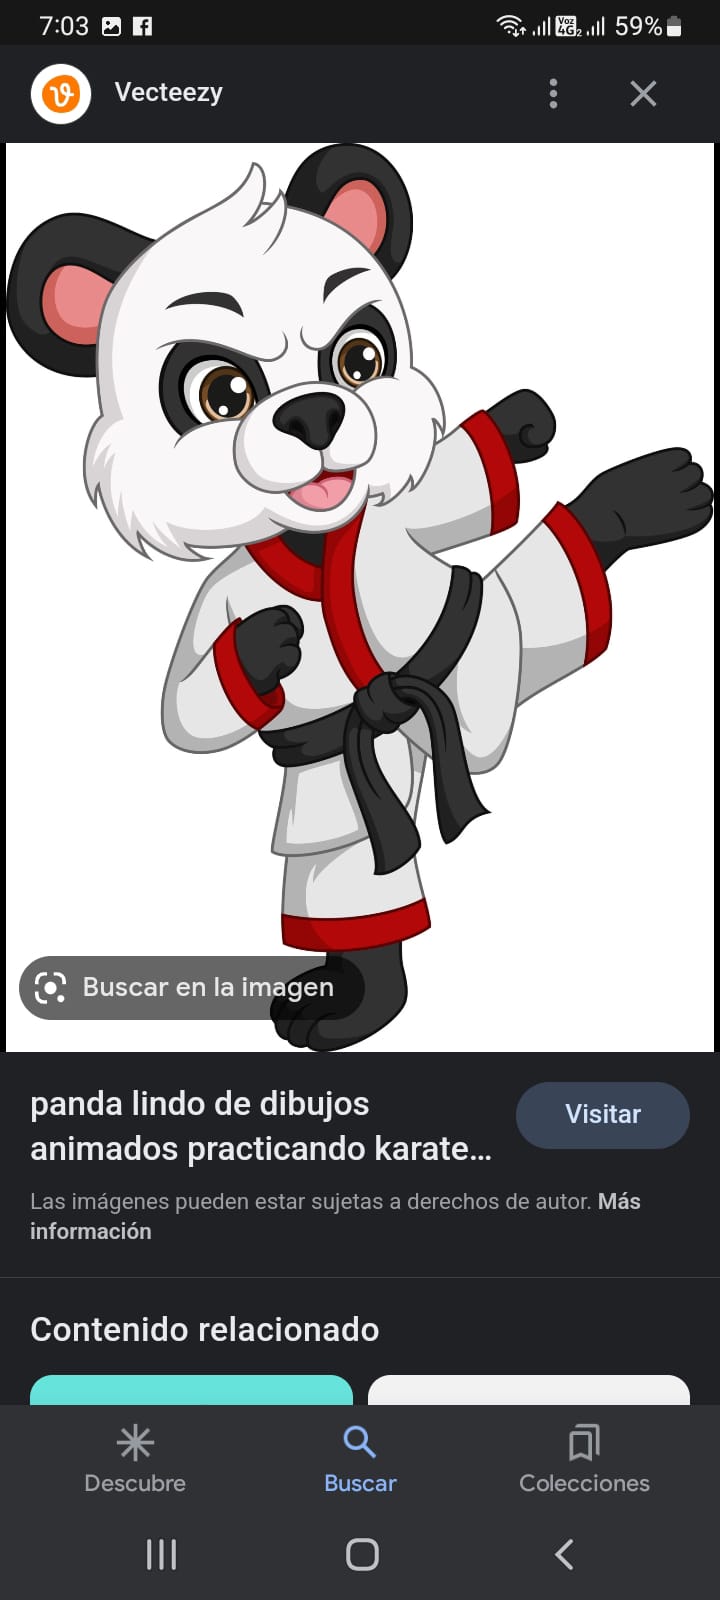 7:03
Voz
4G 2
59%
Vecteezy
Buscar en la imagen
panda lindo de dibujos
animados practicando karate...
Visitar
Las imágenes pueden estar sujetas a derechos de autor. Más
información
Contenido relacionado
Descubre
Buscar
Colecciones